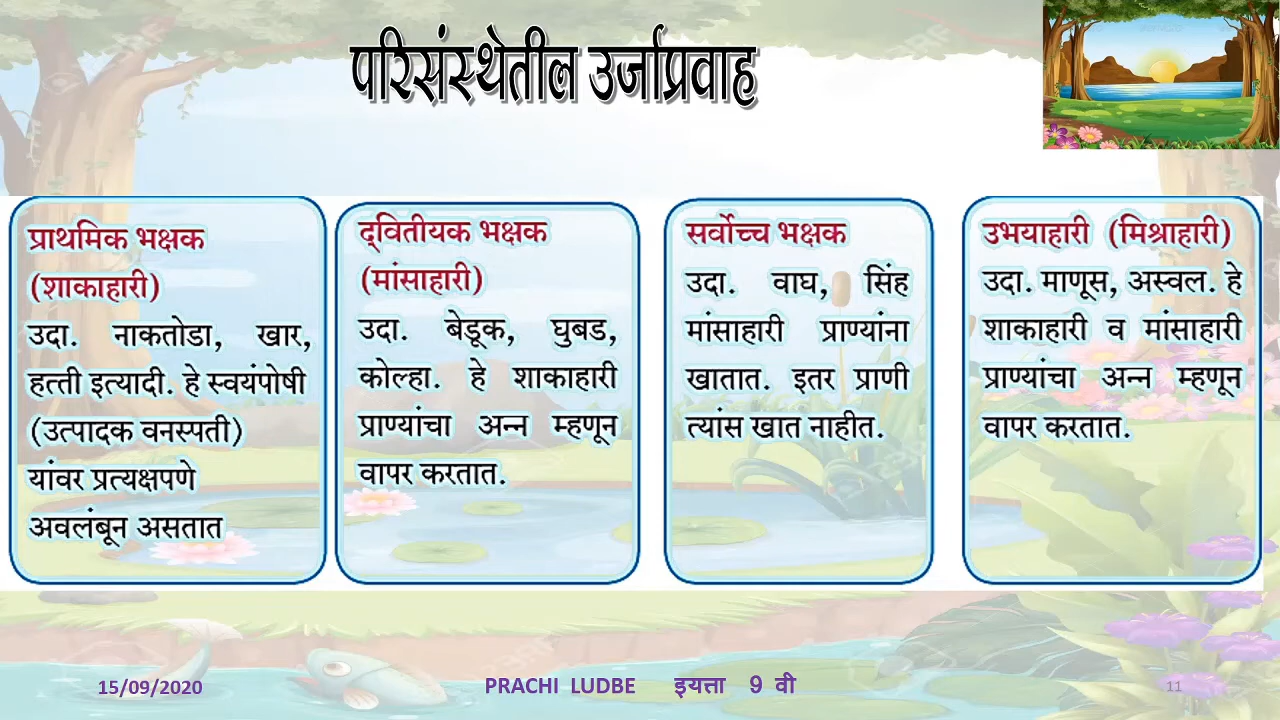 परिसंस्थेतील उर्जाप्रवाह
प्राथमिक भक्षक
(शाकाहारी)
उदा. नाकतोडा, खार,
हत्ती इत्यादी. हे स्वयंपोषी
(उत्पादक वनस्पती)
यांवर प्रत्यक्षपणे
अवलंबून असतात
द्वितीयक भक्षक
(मांसाहारी)
उदा. बेडूक, घुबड,
कोल्हा. हे शाकाहारी
प्राण्यांचा अन्न म्हणून
वापर करतात.
सर्वोच्च भक्षक
उदा. वाघ, सिंह
मांसाहारी प्राण्यांना
खातात. इतर प्राणी
त्यांस खात नाहीत.
उभयाहारी (मिश्राहारी)
उदा. माणूस, अस्वल. हे
शाकाहारी व मांसाहारी
प्राण्यांचा अन्न म्हणून
वापर करतात.
15/09/2020
PRACHI LUDBE इयत्ता 9 वी
11